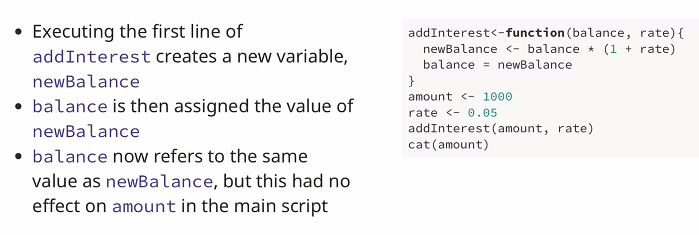 • Executing the first line of
addInterest creates a new variable,
newBalance
• balance is then assigned the value of
newBalance
• balance now refers to the same
value as newBalance, but this had no
effect on amount in the main script
addInterest<-function(balance, rate){
  newBalance <- balance * (1 + rate)
  balance = newBalance
}
amount <- 1000
rate <- 0.05
addInterest(amount, rate)
cat(amount)